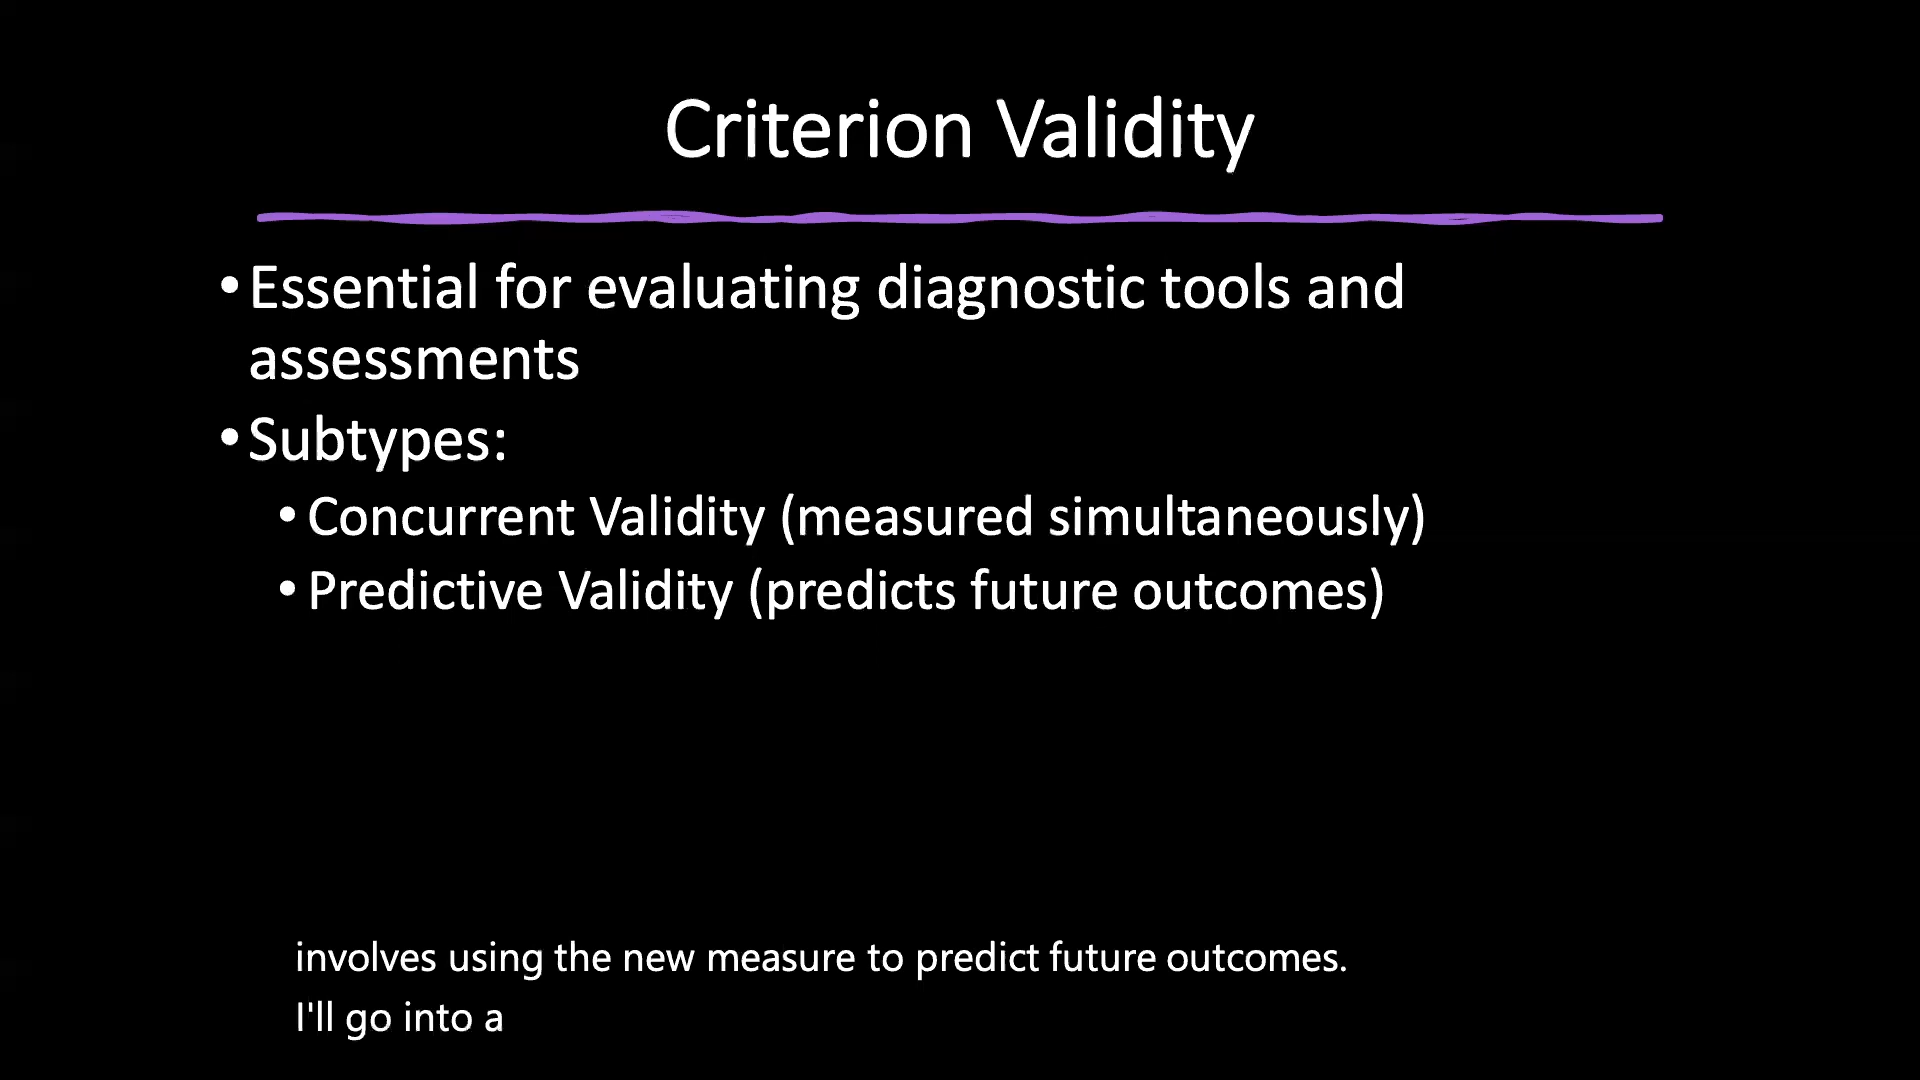 Criterion Validity
•Essential for evaluating diagnostic tools and
assessments
•Subtypes:
•Concurrent Validity (measured simultaneously)
•Predictive Validity (predicts future outcomes)
involves using the new measure to predict future outcomes.
I'll go into a